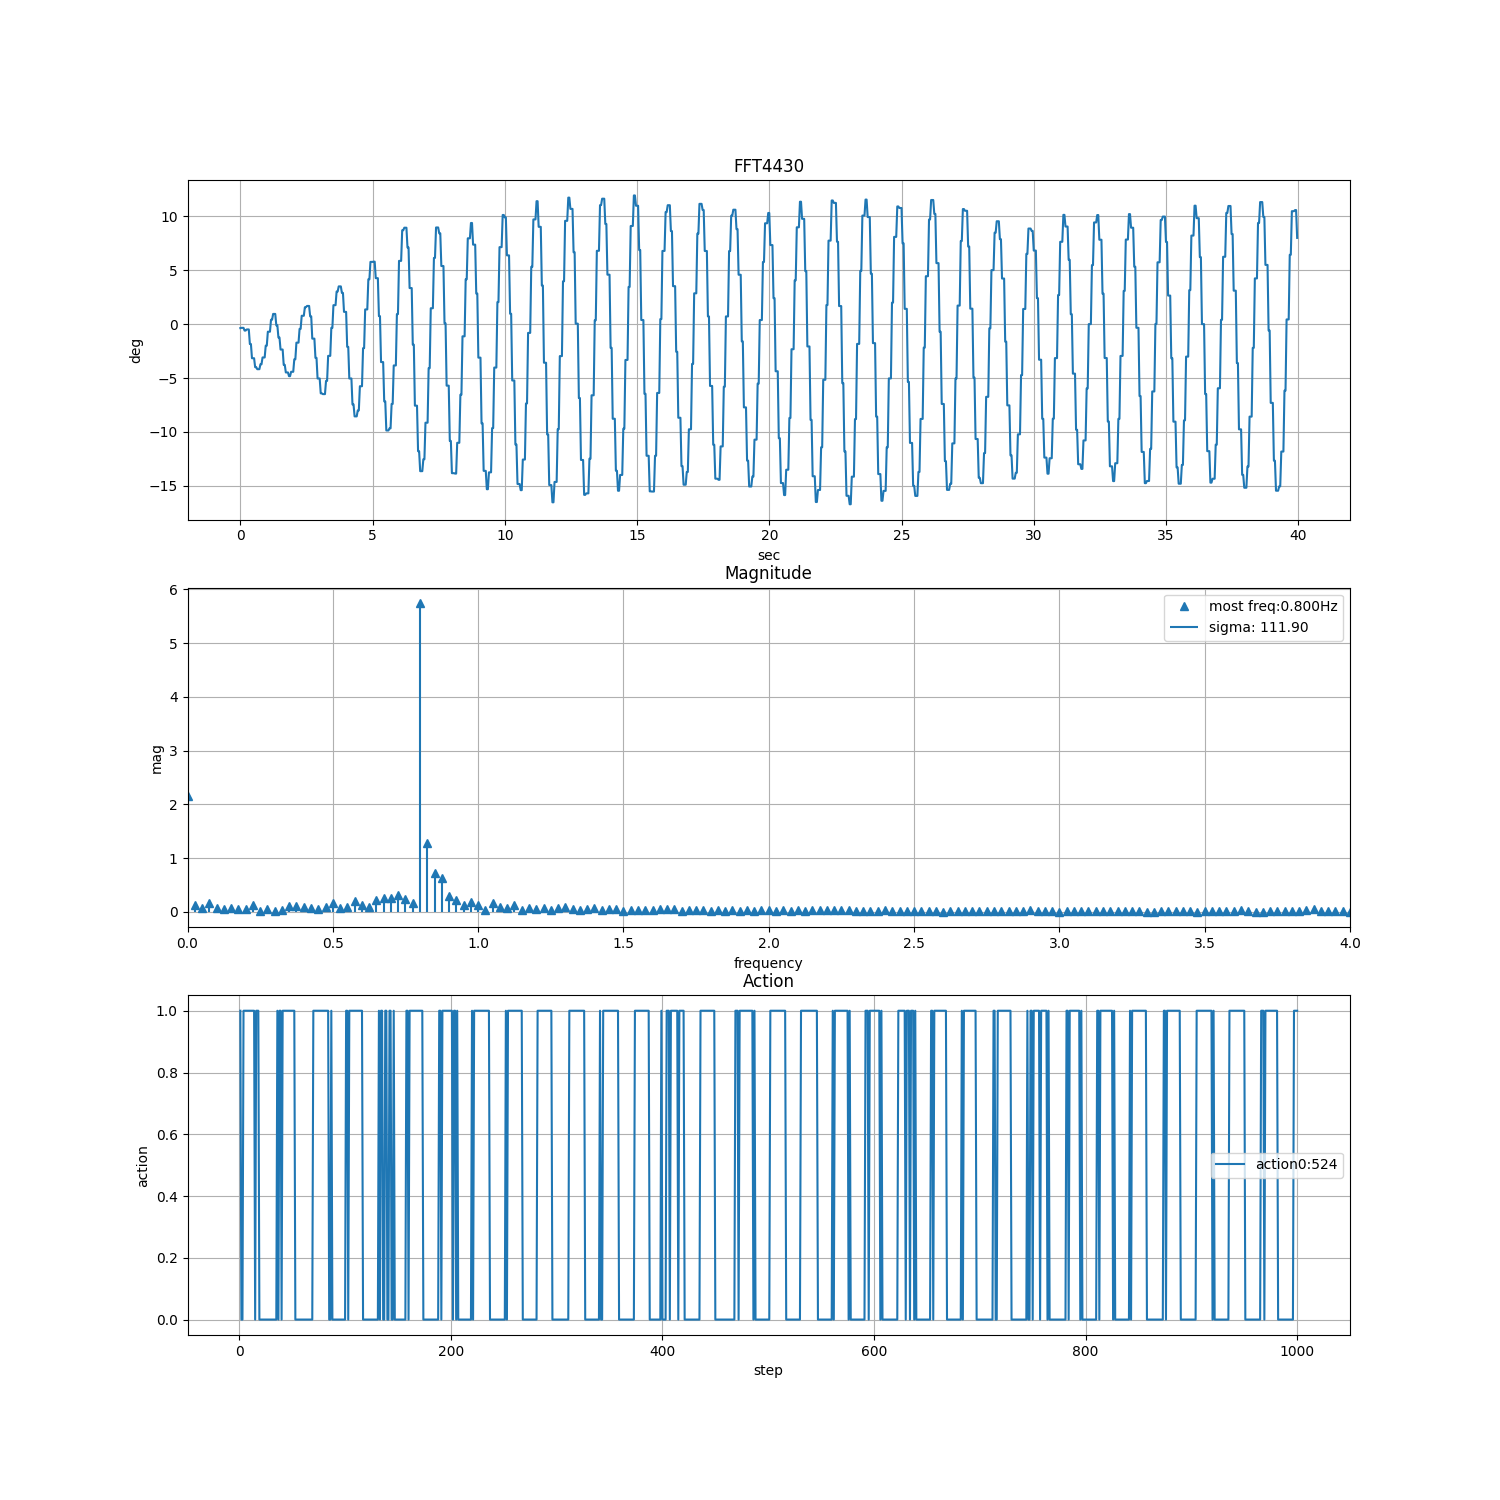 FFT4430
10
5
0
−5
−10
−15
deg
0 5 10 15 20 25 30 35 40
sec
Magnitude
6
5
4
3
2
1
0
mag
most freq:0.800Hz
sigma: 111.90
0.0 0.5 1.0 1.5 2.0 2.5 3.0 3.5 4.0
frequency
Action
1.0
0.8
0.6
0.4
0.2
0.0
action
action0:524
0 200 400 600 800 1000
step